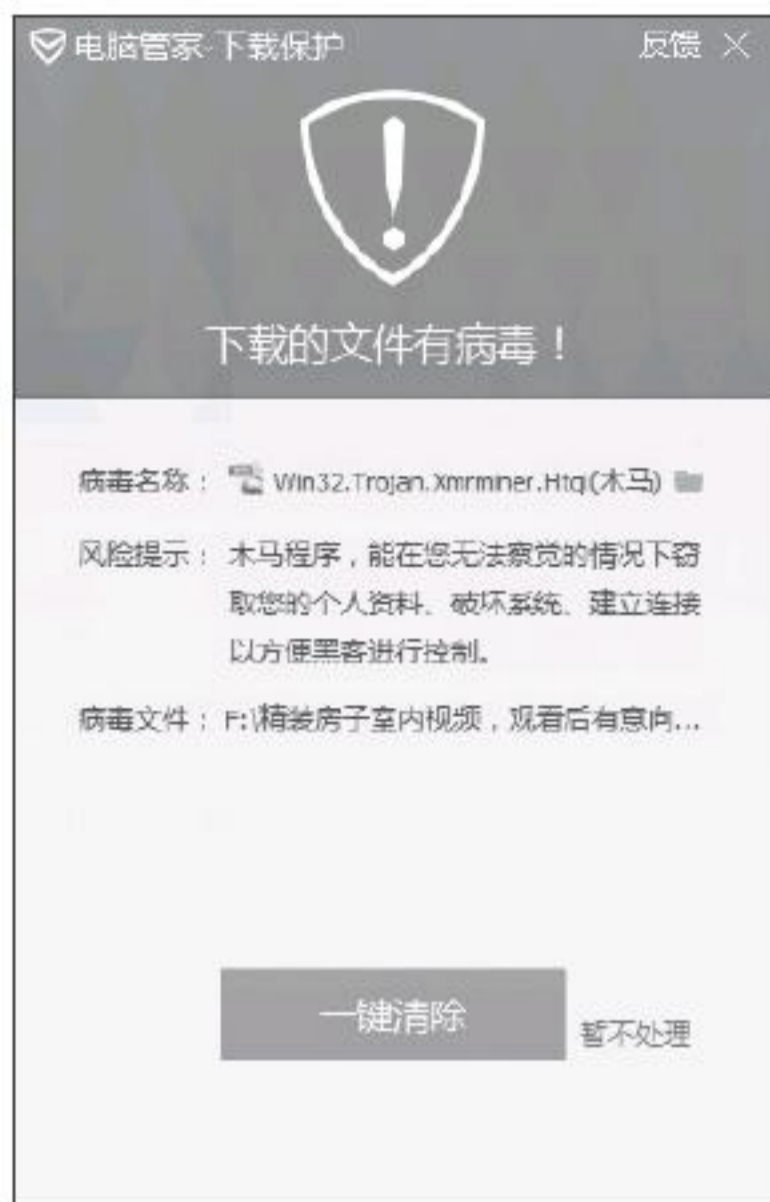 电脑管家-下载保护 反馈
下载的文件有病毒！
病毒名称： Win32.Trojan.Xmrminer.Htqj(木马)
风险提示： 木马程序，能在您无法察觉的情况下窃
取您的个人资料、破坏系统、建立连接
以方便黑客进行控制。
病毒文件： F:\精装房子室内视频，观看后有意向...
一键清除 暂不处理